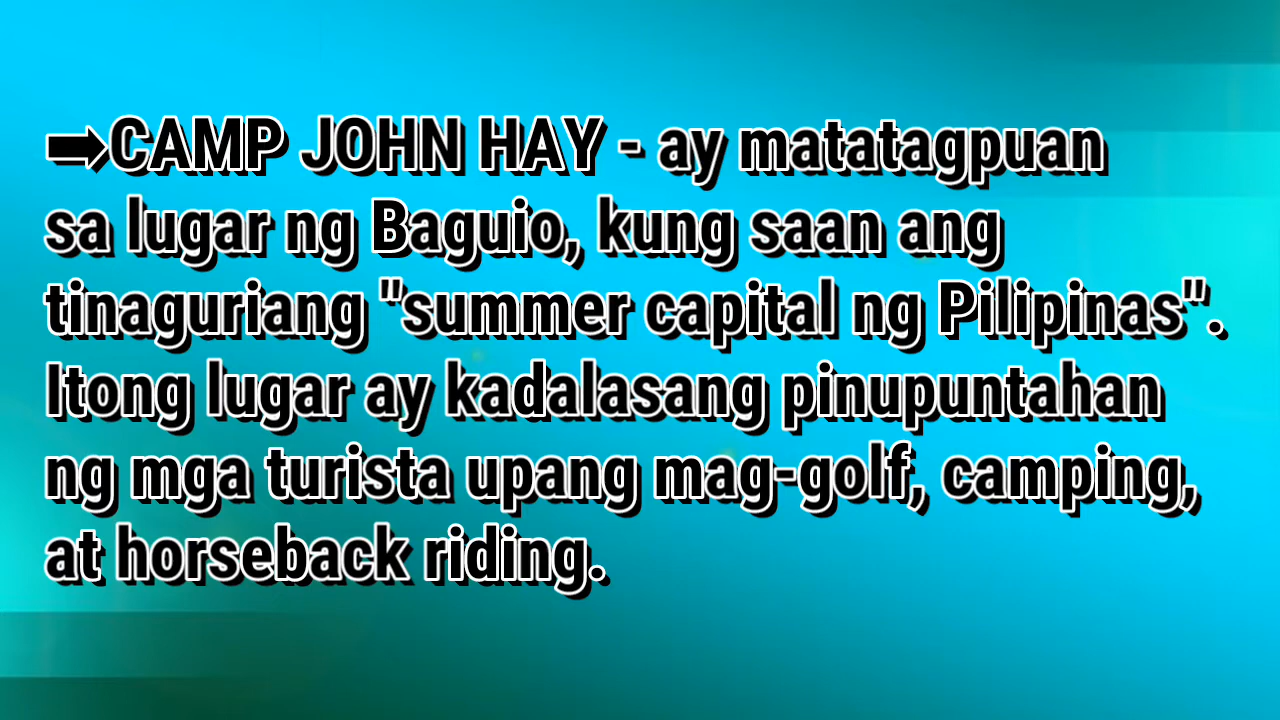 ➡CAMP JOHN HAY - ay matatagpuan
sa lugar ng Baguio, kung saan ang
tinaguriang "summer capital ng Pilipinas".
Itong lugar ay kadalasang pinupuntahan
ng mga turista upang mag-golf, camping,
at horseback riding.